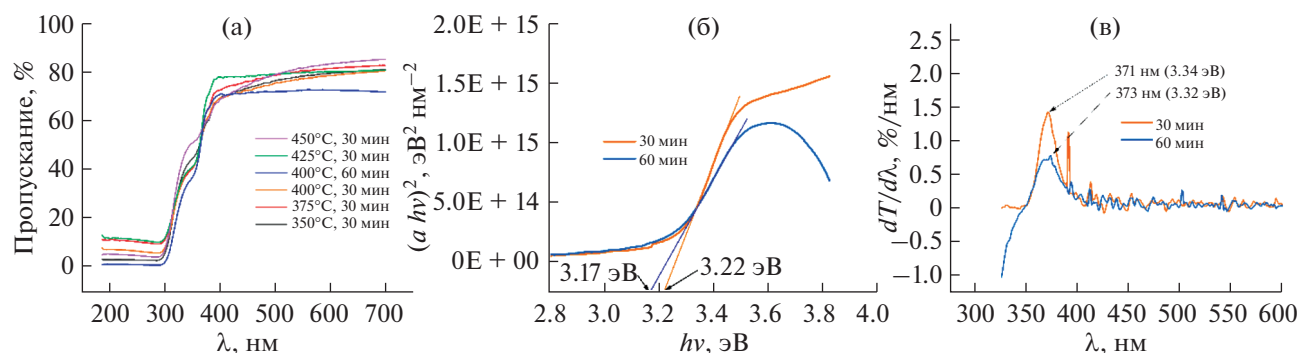 (а)
Пропускание, %
100
80
60
40
20
0
450°C, 30 мин
425°C, 30 мин
400°C, 60 мин
400°C, 30 мин
375°C, 30 мин
350°C, 30 мин
200 300 400 500 600 700
λ, нм
(б)
(a hν)², эВ² нм⁻²
2.0E + 15
1.5E + 15
1.0E + 15
5.0E + 14
0E + 00
30 мин
60 мин
3.17 эВ
3.22 эВ
2.8 3.0 3.2 3.4 3.6 3.8 4.0
hν, эВ
(в)
dT/dλ, %/нм
2.5
2.0
1.5
1.0
0.5
0
−0.5
−1.0
371 нм (3.34 эВ)
373 нм (3.32 эВ)
30 мин
60 мин
300 350 400 450 500 550 600
λ, нм